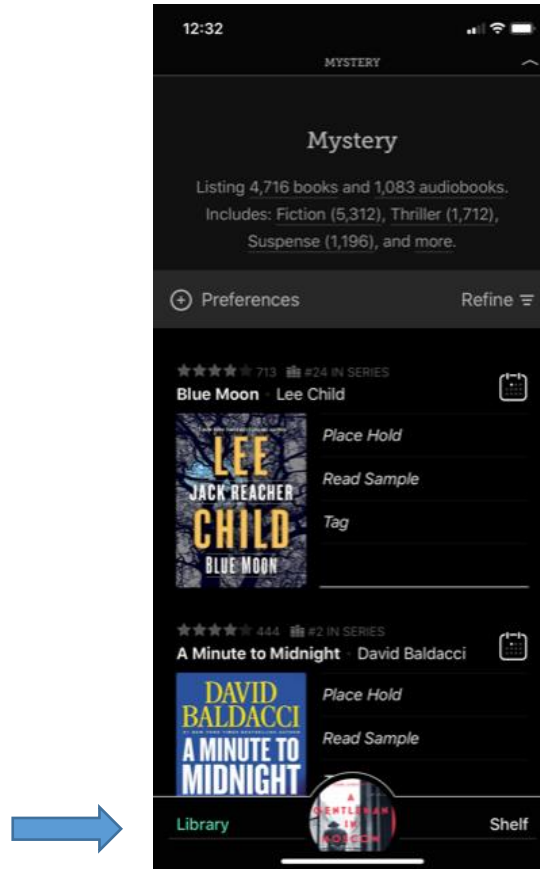 12:32
MYSTERY
Mystery
Listing 4,716 books and 1,083 audiobooks.
Includes: Fiction (5,312), Thriller (1,712),
Suspense (1,196), and more.
Preferences
Refine
713 #24 IN SERIES
Blue Moon · Lee Child
Place Hold
Read Sample
Tag
LEE
JACK REACHER
CHILD
BLUE MOON
444 #2 IN SERIES
A Minute to Midnight · David Baldacci
Place Hold
Read Sample
DAVID
BALDACCI
A MINUTE TO
MIDNIGHT
Library
A
GENTLEMAN
IN
MOSCOW
Shelf